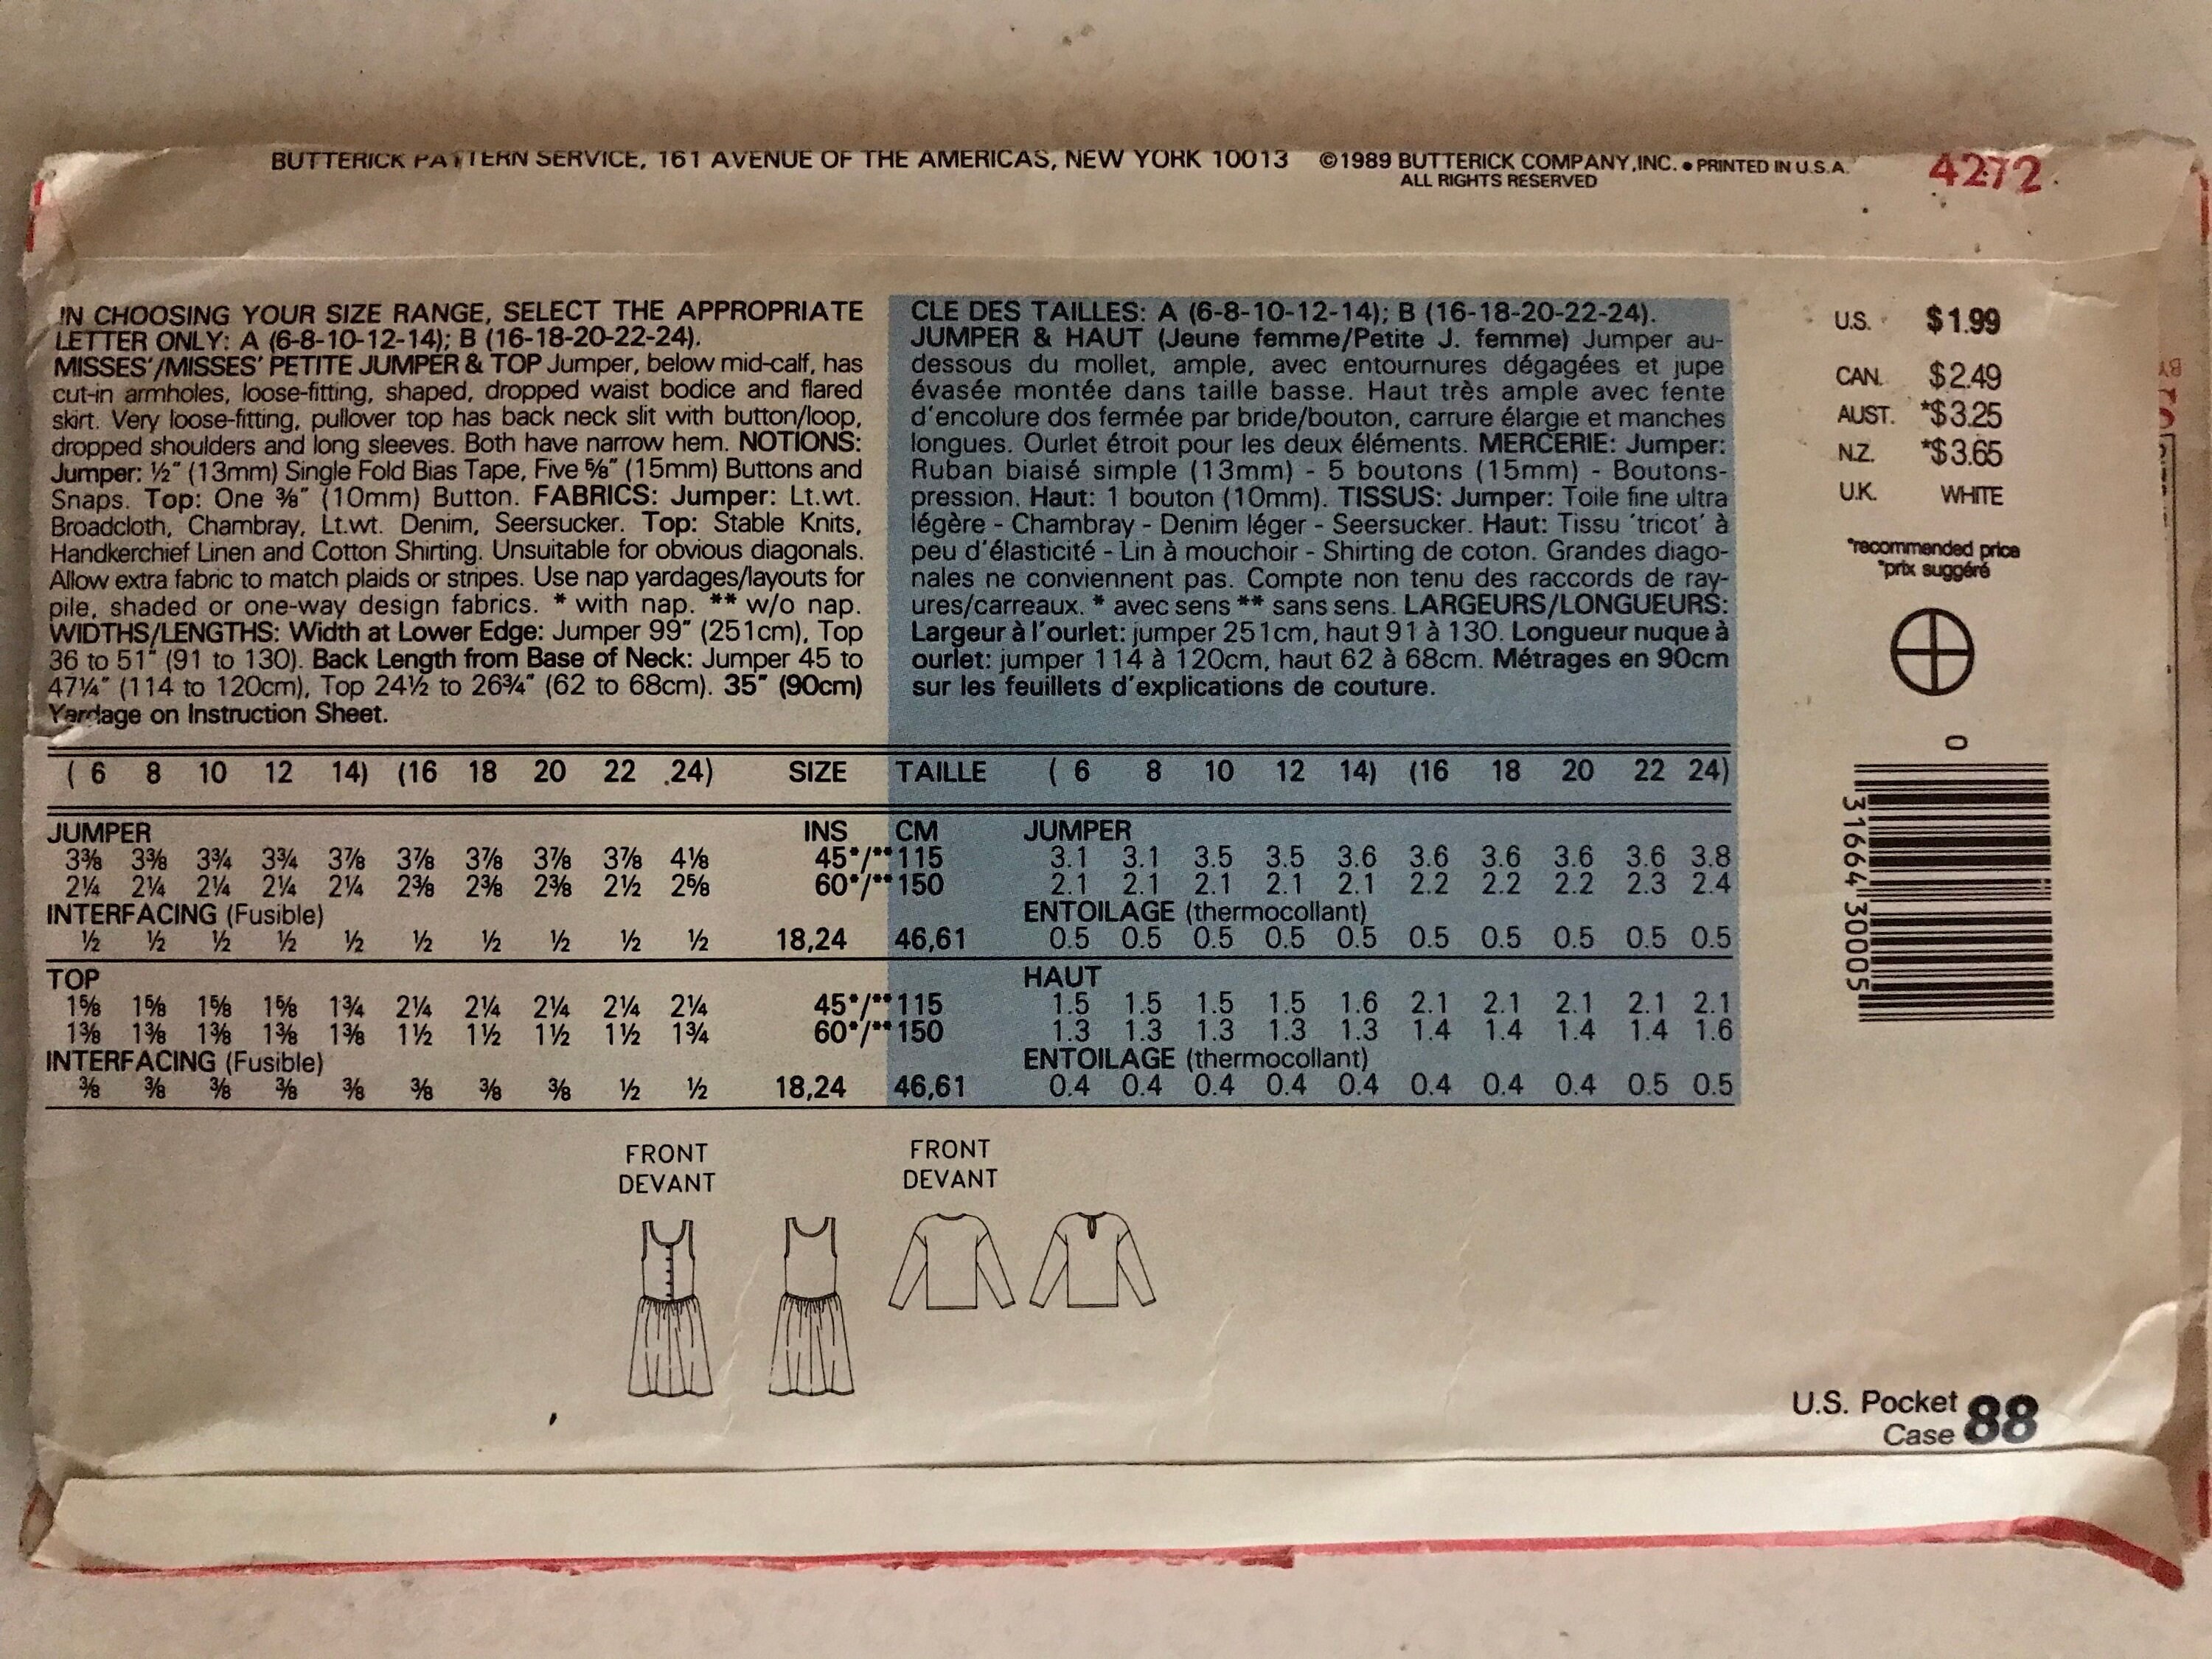 BUTTERICK PATTERN SERVICE, 161 AVENUE OF THE AMERICAS, NEW YORK 10013 ©1989 BUTTERICK COMPANY,INC. • PRINTED IN U.S.A.
ALL RIGHTS RESERVED
4272
IN CHOOSING YOUR SIZE RANGE, SELECT THE APPROPRIATE
LETTER ONLY: A (6-8-10-12-14); B (16-18-20-22-24).
MISSES'/MISSES' PETITE JUMPER & TOP Jumper, below mid-calf, has
cut-in armholes, loose-fitting, shaped, dropped waist bodice and flared
skirt. Very loose-fitting, pullover top has back neck slit with button/loop,
dropped shoulders and long sleeves. Both have narrow hem. NOTIONS:
Jumper: ½" (13mm) Single Fold Bias Tape, Five ⅝" (15mm) Buttons and
Snaps. Top: One ⅜" (10mm) Button. FABRICS: Jumper: Lt.wt.
Broadcloth, Chambray, Lt.wt. Denim, Seersucker. Top: Stable Knits,
Handkerchief Linen and Cotton Shirting. Unsuitable for obvious diagonals.
Allow extra fabric to match plaids or stripes. Use nap yardages/layouts for
pile, shaded or one-way design fabrics. * with nap. ** w/o nap.
WIDTHS/LENGTHS: Width at Lower Edge: Jumper 99" (251cm), Top
36 to 51" (91 to 130). Back Length from Base of Neck: Jumper 45 to
47¼" (114 to 120cm), Top 24½ to 26¾" (62 to 68cm). 35" (90cm)
Yardage on Instruction Sheet.
CLE DES TAILLES: A (6-8-10-12-14); B (16-18-20-22-24).
JUMPER & HAUT (Jeune femme/Petite J. femme) Jumper au-
dessous du mollet, ample, avec entournures dégagées et jupe
évasée montée dans taille basse. Haut très ample avec fente
d'encolure dos fermée par bride/bouton, carrure élargie et manches
longues. Ourlet étroit pour les deux éléments. MERCERIE: Jumper:
Ruban biaisé simple (13mm) - 5 boutons (15mm) - Boutons-
pression. Haut: 1 bouton (10mm). TISSUS: Jumper: Toile fine ultra
légère - Chambray - Denim léger - Seersucker. Haut: Tissu 'tricot' à
peu d'élasticité - Lin à mouchoir - Shirting de coton. Grandes diago-
nales ne conviennent pas. Compte non tenu des raccords de ray-
ures/carreaux. * avec sens ** sans sens. LARGEURS/LONGUEURS:
Largeur à l'ourlet: jumper 251cm, haut 91 à 130. Longueur nuque à
ourlet: jumper 114 à 120cm, haut 62 à 68cm. Métrages en 90cm
sur les feuillets d'explications de couture.
U.S. $1.99
CAN. $2.49
AUST. *$3.25
N.Z. *$3.65
U.K. WHITE
*recommended price
*prix suggéré
( 6 8 10 12 14) (16 18 20 22 24) SIZE TAILLE ( 6 8 10 12 14) (16 18 20 22 24)
JUMPER INS CM JUMPER
3⅜ 3⅜ 3¾ 3¾ 3⅞ 3⅞ 3⅞ 3⅞ 3⅞ 4⅛ 45*/** 115 3.1 3.1 3.5 3.5 3.6 3.6 3.6 3.6 3.6 3.8
2¼ 2¼ 2¼ 2¼ 2¼ 2⅜ 2⅜ 2⅜ 2½ 2⅝ 60*/** 150 2.1 2.1 2.1 2.1 2.1 2.2 2.2 2.2 2.3 2.4
INTERFACING (Fusible) ENTOILAGE (thermocollant)
½ ½ ½ ½ ½ ½ ½ ½ ½ ½ 18,24 46,61 0.5 0.5 0.5 0.5 0.5 0.5 0.5 0.5 0.5 0.5
TOP HAUT
1⅝ 1⅝ 1⅝ 1⅝ 1¾ 2¼ 2¼ 2¼ 2¼ 2¼ 45*/** 115 1.5 1.5 1.5 1.5 1.6 2.1 2.1 2.1 2.1 2.1
1⅜ 1⅜ 1⅜ 1⅜ 1⅜ 1½ 1½ 1½ 1½ 1¾ 60*/** 150 1.3 1.3 1.3 1.3 1.3 1.4 1.4 1.4 1.4 1.6
INTERFACING (Fusible) ENTOILAGE (thermocollant)
⅜ ⅜ ⅜ ⅜ ⅜ ⅜ ⅜ ⅜ ½ ½ 18,24 46,61 0.4 0.4 0.4 0.4 0.4 0.4 0.4 0.4 0.5 0.5
0
31664 30005
FRONT
DEVANT
FRONT
DEVANT
U.S. Pocket
Case 88